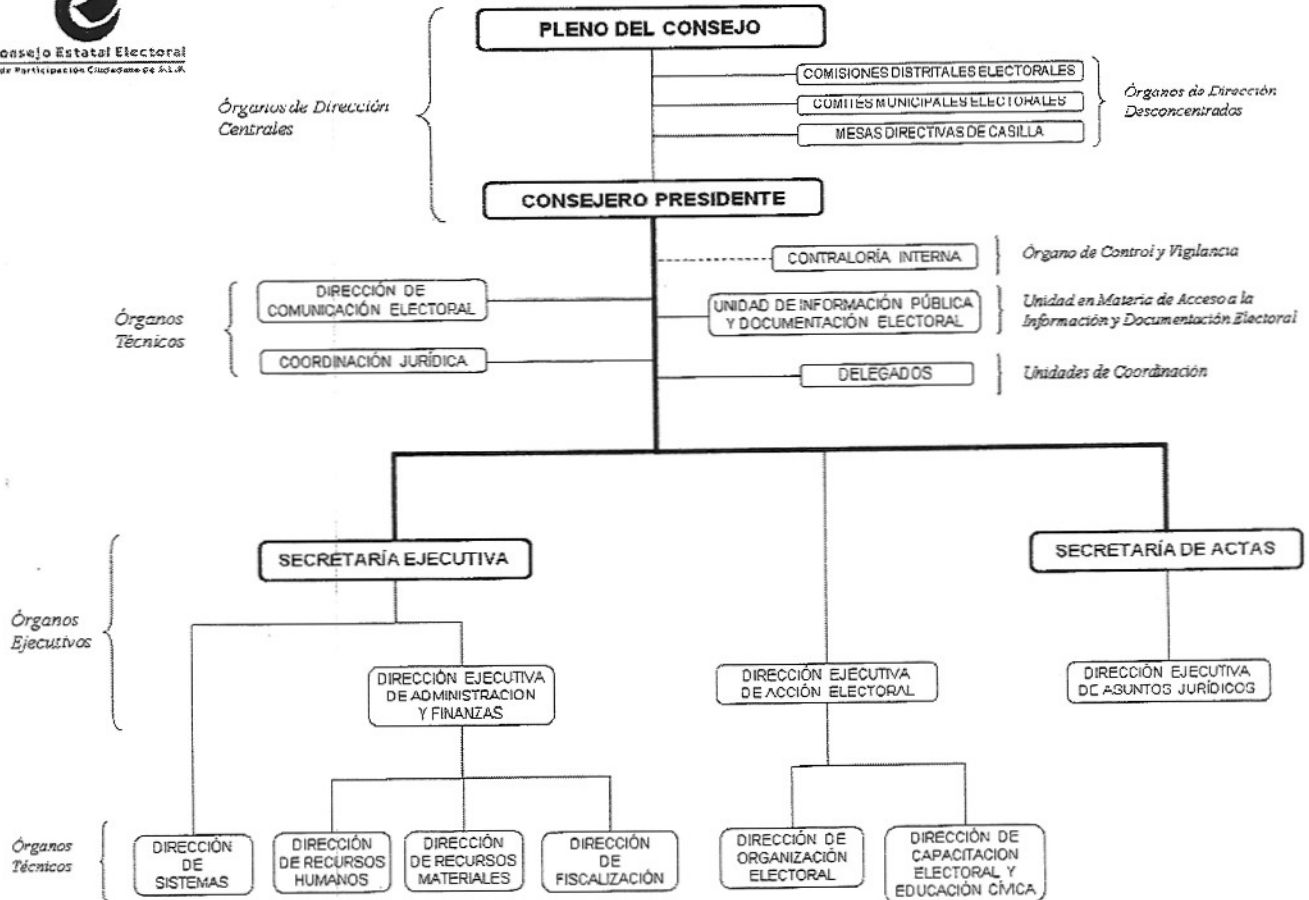 Consejo Estatal Electoral
PLENO DEL CONSEJO
COMISIONES DISTRITALES ELECTORALES
COMITÉS MUNICIPALES ELECTORALES
MESAS DIRECTIVAS DE CASILLA
Órganos de Dirección
Centrales
Órganos de Dirección
Desconcentrados
CONSEJERO PRESIDENTE
CONTRALORÍA INTERNA
Órgano de Control y Vigilancia
Órganos
Técnicos
DIRECCIÓN DE
COMUNICACIÓN ELECTORAL
UNIDAD DE INFORMACIÓN PÚBLICA
Y DOCUMENTACIÓN ELECTORAL
Unidad en Materia de Acceso a la
Información y Documentación Electoral
COORDINACIÓN JURÍDICA
DELEGADOS
Unidades de Coordinación
SECRETARÍA EJECUTIVA
SECRETARÍA DE ACTAS
Órganos
Ejecutivos
DIRECCIÓN EJECUTIVA
DE ADMINISTRACION
Y FINANZAS
DIRECCIÓN EJECUTIVA
DE ACCIÓN ELECTORAL
DIRECCIÓN EJECUTIVA
DE ASUNTOS JURÍDICOS
Órganos
Técnicos
DIRECCIÓN
DE
SISTEMAS
DIRECCIÓN
DE RECURSOS
HUMANOS
DIRECCIÓN
DE RECURSOS
MATERIALES
DIRECCIÓN
DE
FISCALIZACIÓN
DIRECCIÓN DE
ORGANIZACIÓN
ELECTORAL
DIRECCIÓN DE
CAPACITACION
ELECTORAL Y
EDUCACIÓN CÍVICA